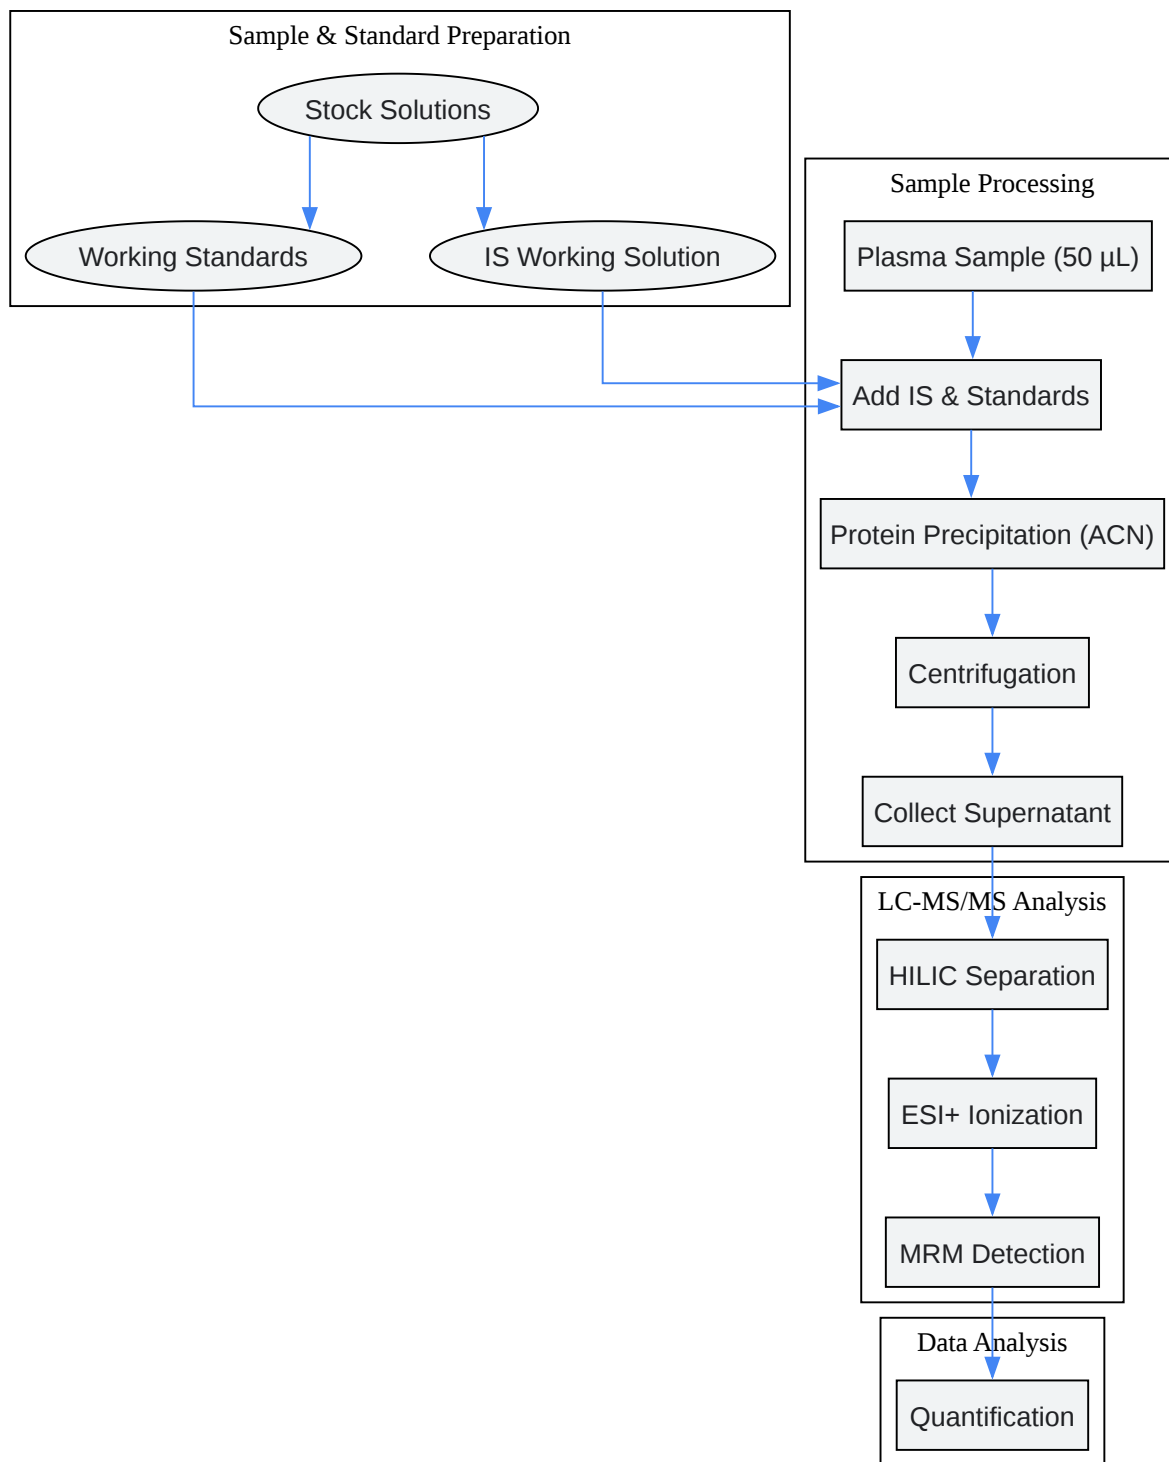 Sample & Standard Preparation
Stock Solutions
Working Standards
IS Working Solution
Sample Processing
Plasma Sample (50 µL)
Add IS & Standards
Protein Precipitation (ACN)
Centrifugation
Collect Supernatant
LC-MS/MS Analysis
HILIC Separation
ESI+ Ionization
MRM Detection
Data Analysis
Quantification